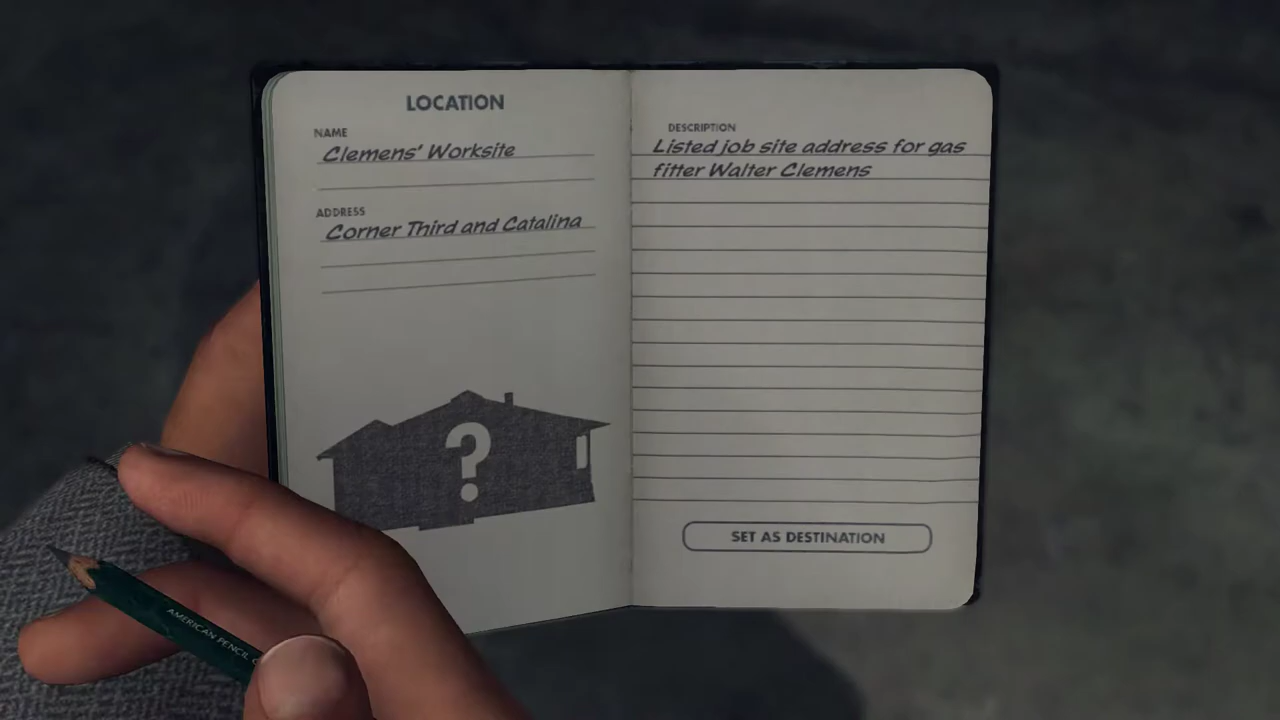 LOCATION
NAME
Clemens' Worksite
ADDRESS
Corner Third and Catalina
?
DESCRIPTION
Listed job site address for gas
fitter Walter Clemens
SET AS DESTINATION
AMERICAN PENCIL